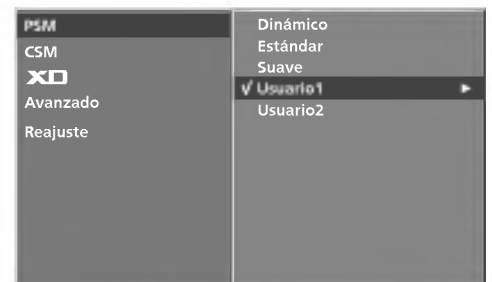 PSM
CSM
XD
Avanzado
Reajuste
Dinámico
Estándar
Suave
√ Usuario1 ►
Usuario2